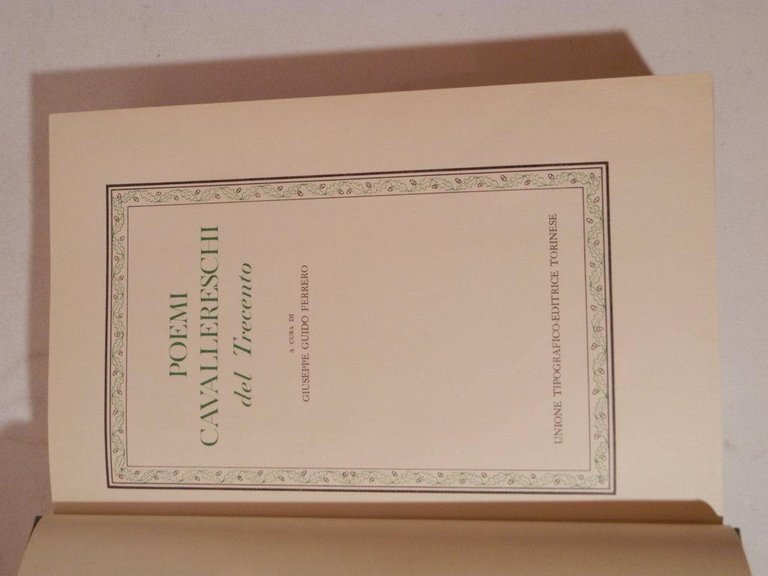 POEMI
CAVALLERESCHI
del Trecento
A CURA DI
GIUSEPPE GUIDO FERRERO
UNIONE TIPOGRAFICO-EDITRICE TORINESE